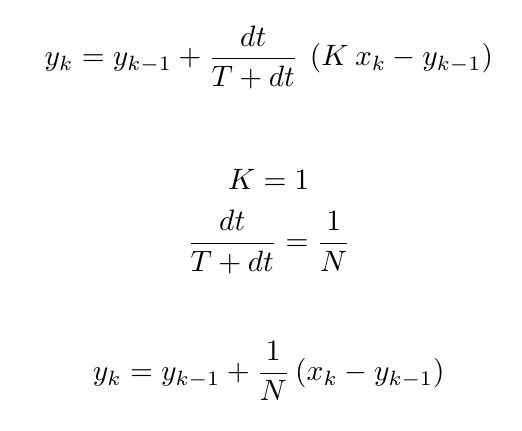 $y_k = y_{k-1} + \frac{dt}{T + dt} \ (K \, x_k - y_{k-1})$
$K = 1$
$\frac{dt}{T + dt} = \frac{1}{N}$
$y_k = y_{k-1} + \frac{1}{N} \, (x_k - y_{k-1})$